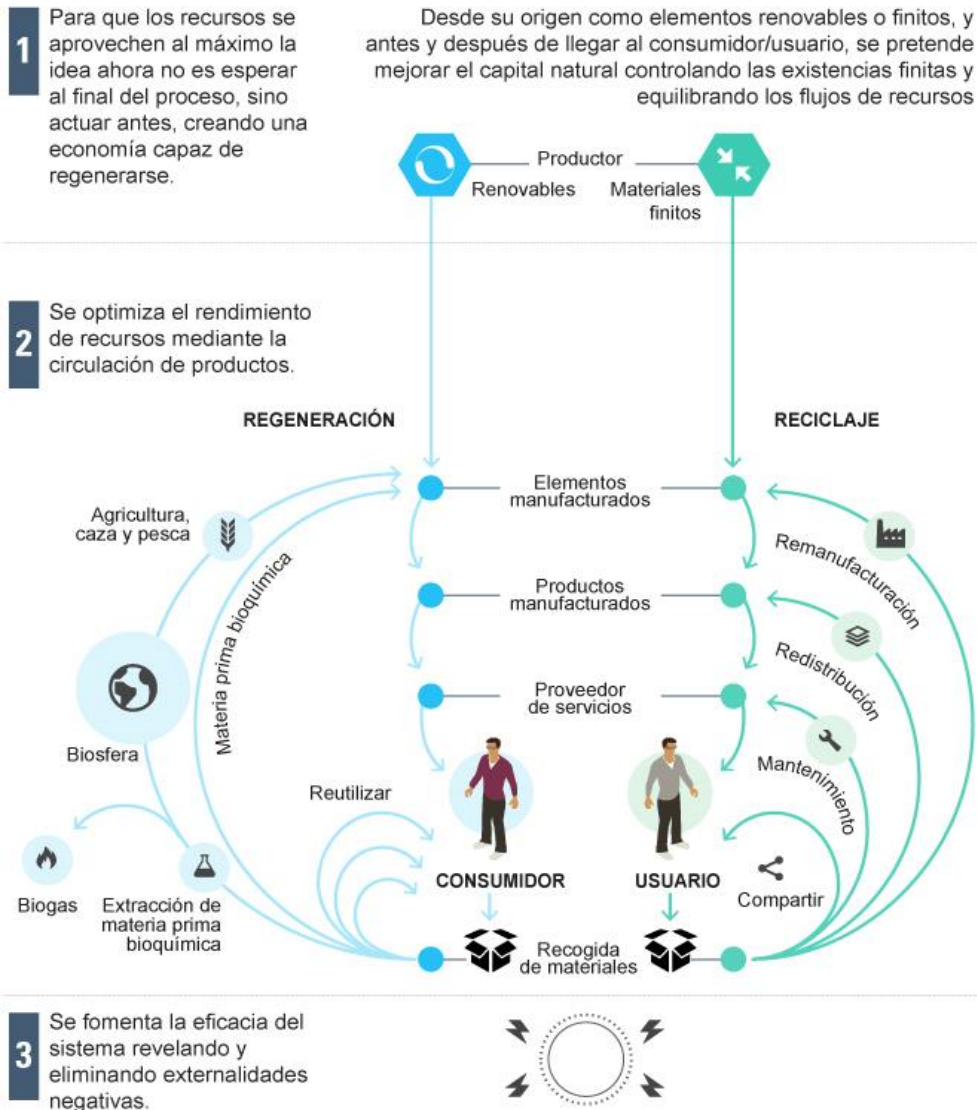 1
Para que los recursos se
aprovechen al máximo la
idea ahora no es esperar
al final del proceso, sino
actuar antes, creando una
economía capaz de
regenerarse.
Desde su origen como elementos renovables o finitos, y
antes y después de llegar al consumidor/usuario, se pretende
mejorar el capital natural controlando las existencias finitas y
equilibrando los flujos de recursos
Productor
Renovables
Materiales
finitos
2
Se optimiza el rendimiento
de recursos mediante la
circulación de productos.
REGENERACIÓN
RECICLAJE
Elementos
manufacturados
Agricultura,
caza y pesca
Materia prima bioquímica
Remanufacturación
Productos
manufacturados
Redistribución
Proveedor
de servicios
Biosfera
Mantenimiento
Reutilizar
CONSUMIDOR
USUARIO
Compartir
Biogas
Extracción de
materia prima
bioquímica
Recogida
de materiales
3
Se fomenta la eficacia del
sistema revelando y
eliminando externalidades
negativas.